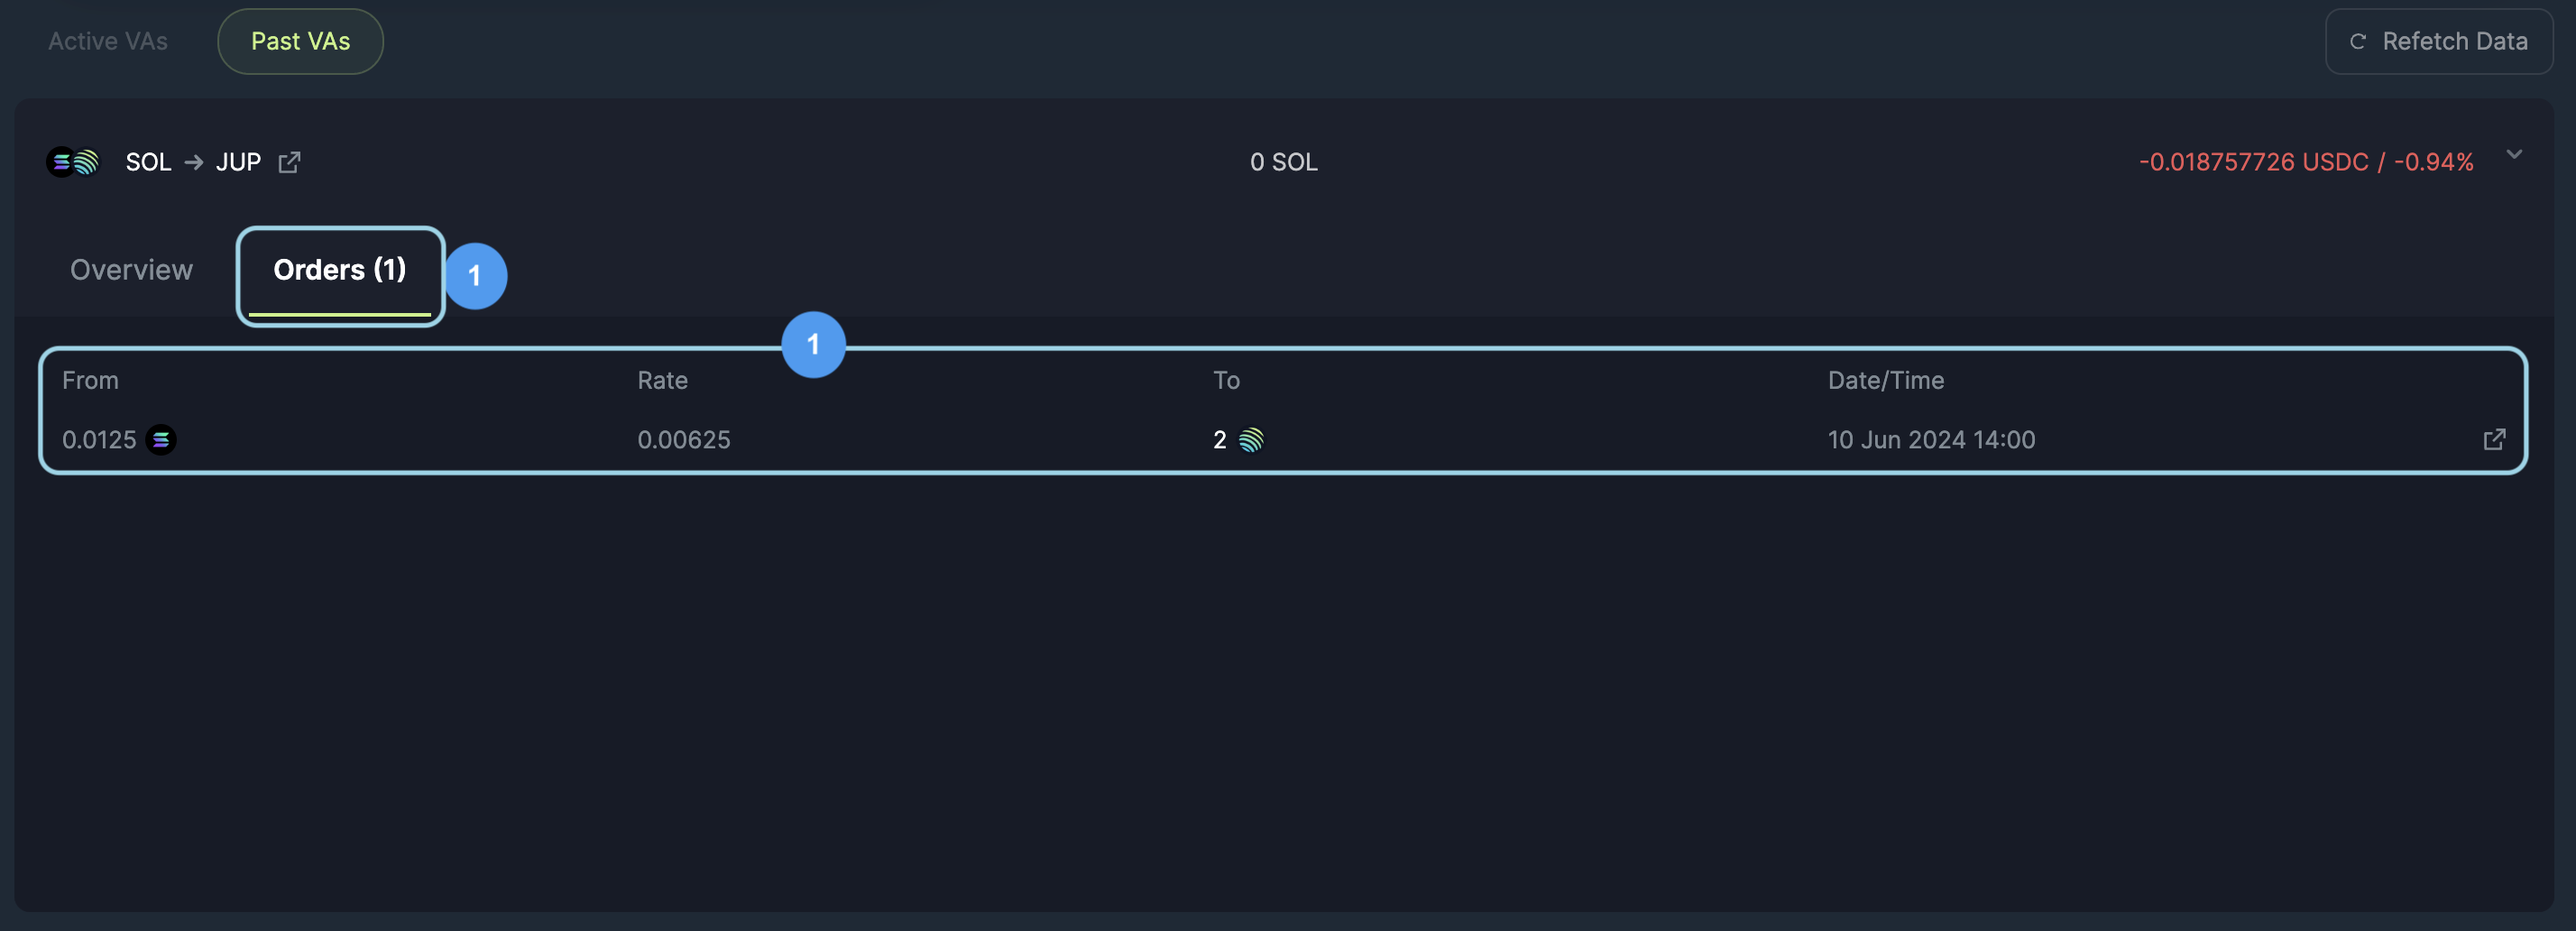 Active VAs Past VAs Refetch Data
SOL → JUP 0 SOL -0.018757726 USDC / -0.94%
Overview Orders (1) 1
1
From Rate To Date/Time
0.0125 0.00625 2 10 Jun 2024 14:00